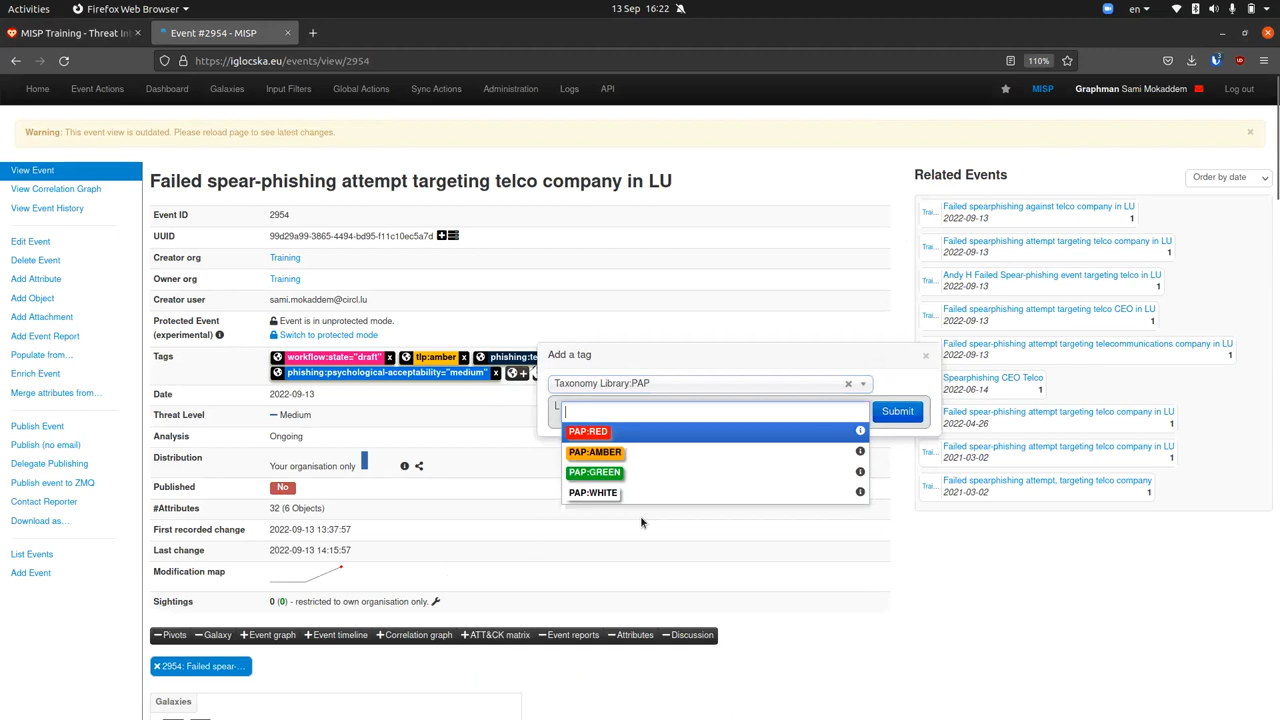 Activities
Firefox Web Browser
13 Sep 16:22
en
MISP Training - Threat In
Event #2954 - MISP
https://iglocska.eu/events/view/2954
110%
Home Event Actions Dashboard Galaxies Input Filters Global Actions Sync Actions Administration Logs API
MISP Graphman Sami Mokaddem Log out
Warning: This event view is outdated. Please reload page to see latest changes.
View Event
View Correlation Graph
View Event History
Edit Event
Delete Event
Add Attribute
Add Object
Add Attachment
Add Event Report
Populate from…
Enrich Event
Merge attributes from…
Publish Event
Publish (no email)
Delegate Publishing
Publish event to ZMQ
Contact Reporter
Download as…
List Events
Add Event
Failed spear-phishing attempt targeting telco company in LU
Event ID 2954
UUID 99d29a99-3865-4494-bd95-f11c10ec5a7d
Creator org Training
Owner org Training
Creator user sami.mokaddem@circl.lu
Protected Event (experimental) Event is in unprotected mode.
Switch to protected mode
Tags workflow:state="draft" x tlp:amber x phishing:te
phishing:psychological-acceptability="medium" x
Date 2022-09-13
Threat Level Medium
Analysis Ongoing
Distribution Your organisation only
Published No
#Attributes 32 (6 Objects)
First recorded change 2022-09-13 13:37:57
Last change 2022-09-13 14:15:57
Modification map
Sightings 0 (0) - restricted to own organisation only.
Pivots Galaxy Event graph Event timeline Correlation graph ATT&CK matrix Event reports Attributes Discussion
2954: Failed spear-...
Galaxies
Add a tag
Taxonomy Library:PAP
Submit
PAP:RED
PAP:AMBER
PAP:GREEN
PAP:WHITE
Related Events
Order by date
Trai... Failed spearphishing against telco company in LU
2022-09-13 1
Trai... Failed spearphishing attempt targeting telco company in LU
2022-09-13 1
Trai... Andy H Failed Spear-phishing event targeting telco in LU
2022-09-13 1
Trai... Failed spearphishing attempt targeting telco CEO in LU
2022-09-13 1
Trai... Failed spear-phishing attempt targeting telecommunications company in LU
2022-09-13 1
Trai... Spearphishing CEO Telco
2022-06-14 1
Trai... Failed spear-phishing attempt targeting telco company in LU
2022-04-26 1
Trai... Failed spear-phishing attempt targeting telco company in LU
2021-03-02 1
Trai... Failed spear-phishing attempt, targeting telco company
2021-03-02 1